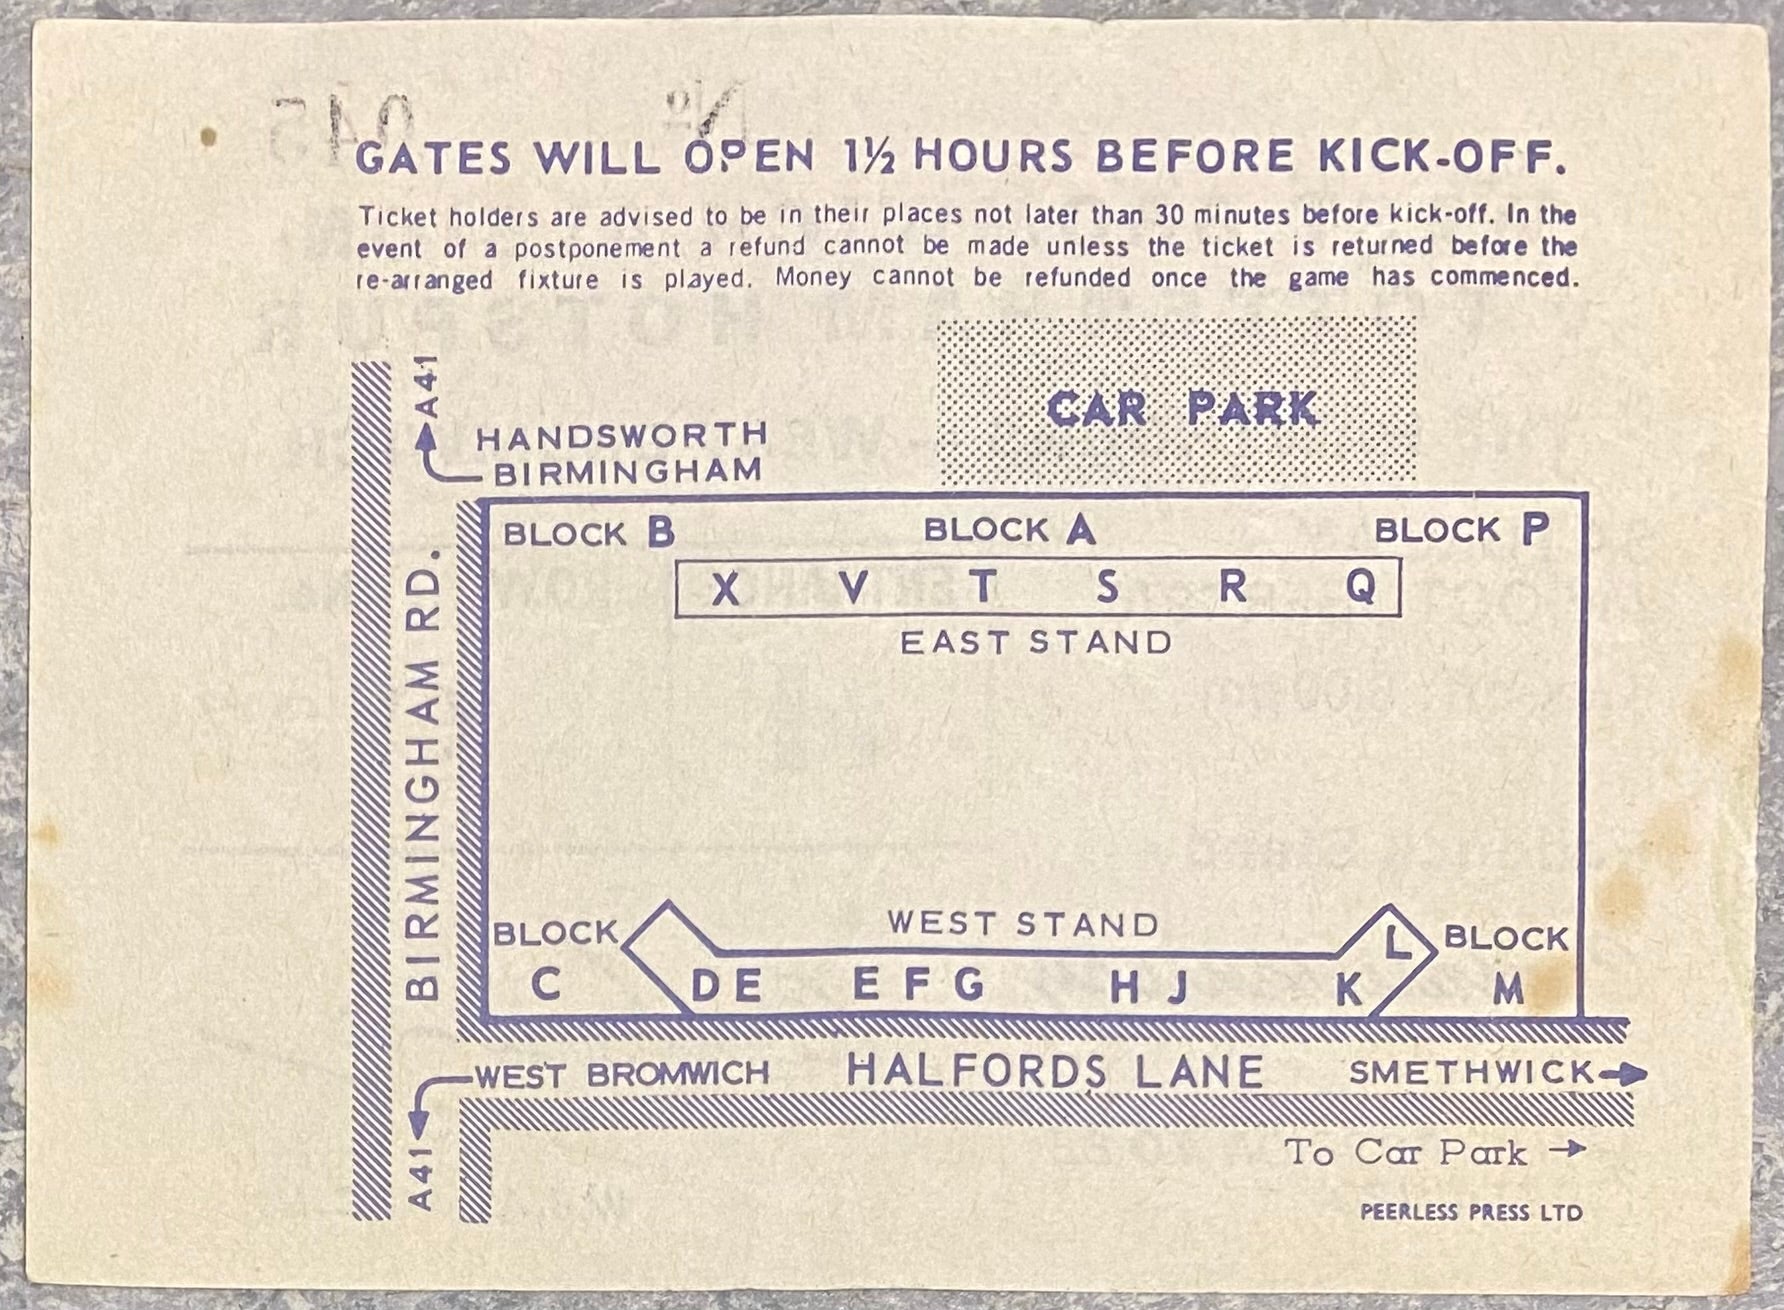 GATES WILL OPEN 1½ HOURS BEFORE KICK-OFF.
Ticket holders are advised to be in their places not later than 30 minutes before kick-off. In the
event of a postponement a refund cannot be made unless the ticket is returned before the
re-arranged fixture is played. Money cannot be refunded once the game has commenced.
CAR PARK
A41
HANDSWORTH
BIRMINGHAM
BIRMINGHAM RD.
BLOCK B
BLOCK A
BLOCK P
X V T S R Q
EAST STAND
WEST STAND
BLOCK
C
D E E F G H J K
L
BLOCK
M
WEST BROMWICH
HALFORDS LANE
SMETHWICK
A41
To Car Park
PEERLESS PRESS LTD